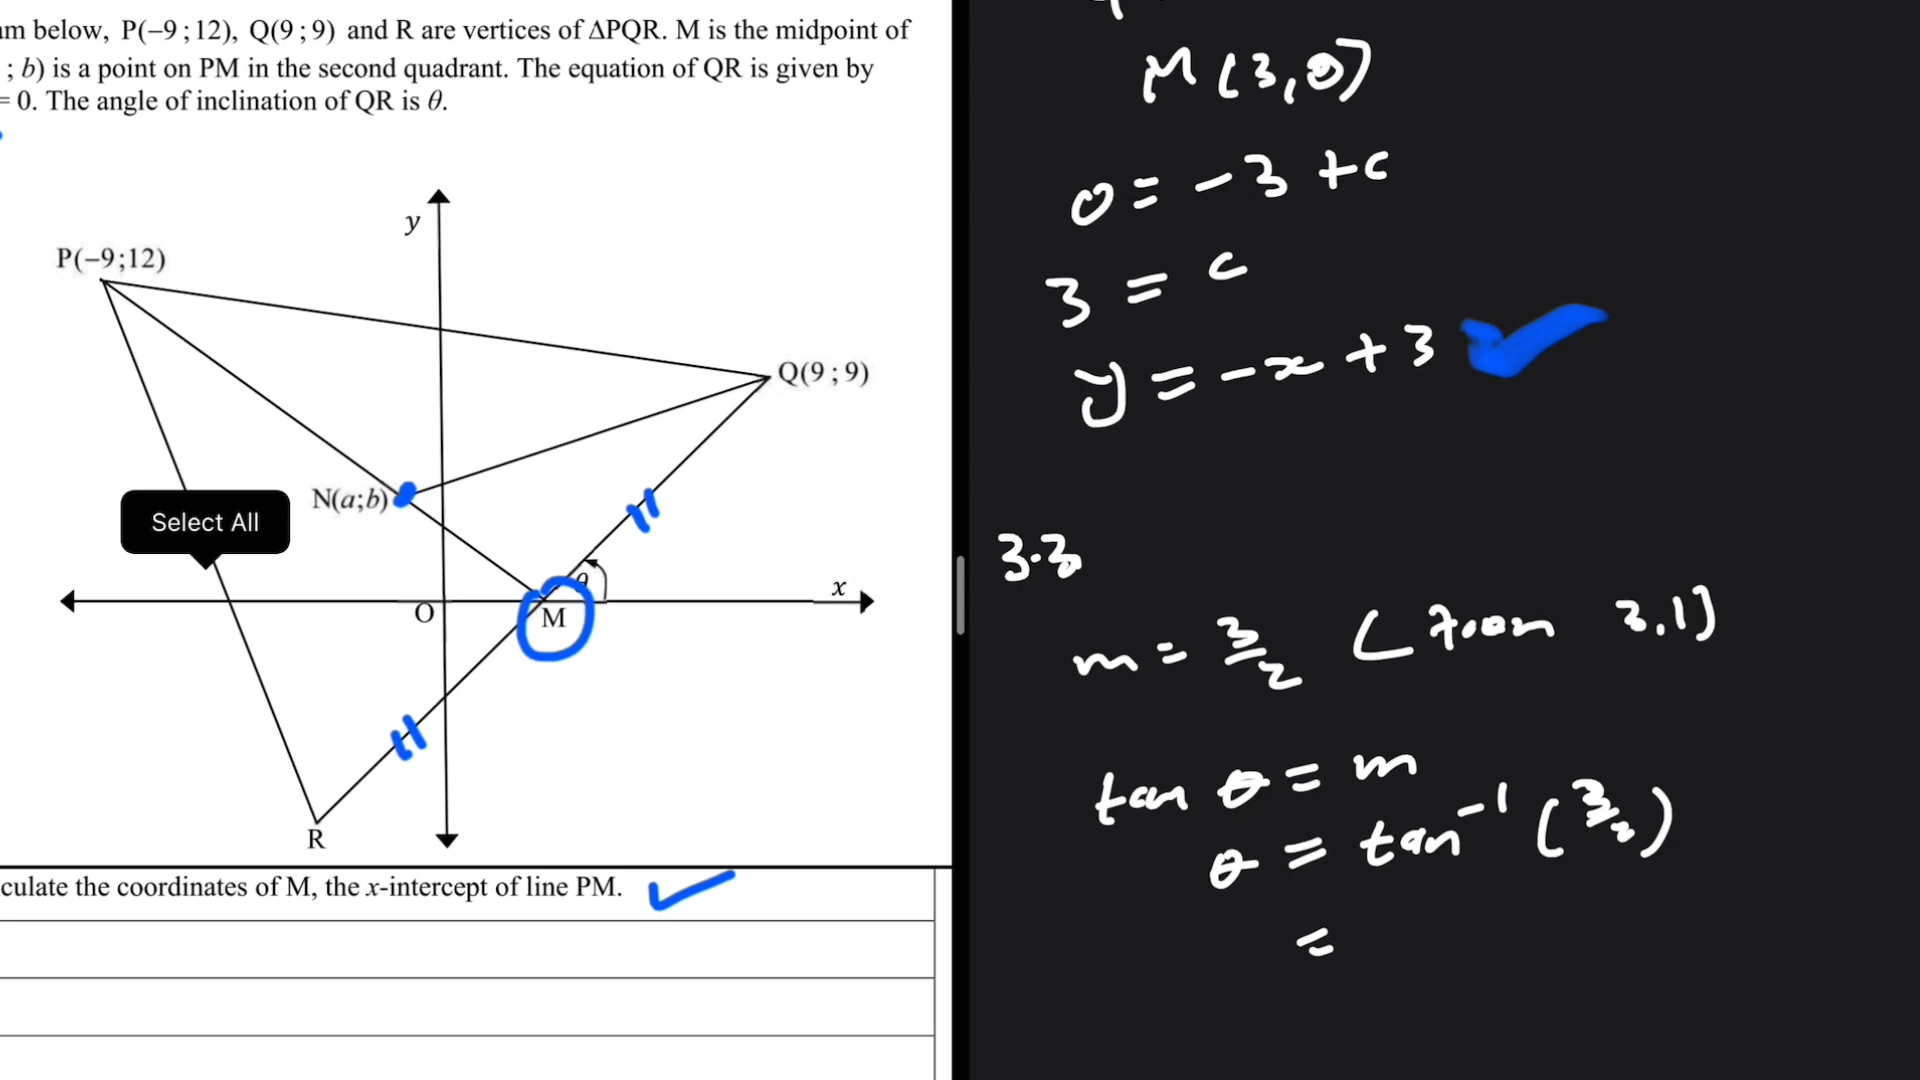 am below, P(−9 ; 12), Q(9 ; 9) and R are vertices of ΔPQR. M is the midpoint of
; b) is a point on PM in the second quadrant. The equation of QR is given by
= 0. The angle of inclination of QR is θ.
y
P(−9;12)
Q(9 ; 9)
N(a;b)
Select All
θ
x
O
M
R
culate the coordinates of M, the x-intercept of line PM.
M (3,0)
0 = -3 + c
3 = c
y = -x + 3
3.3
m = 3/2 (from 3.1)
tan θ = m
θ = tan⁻¹ (3/2)
=